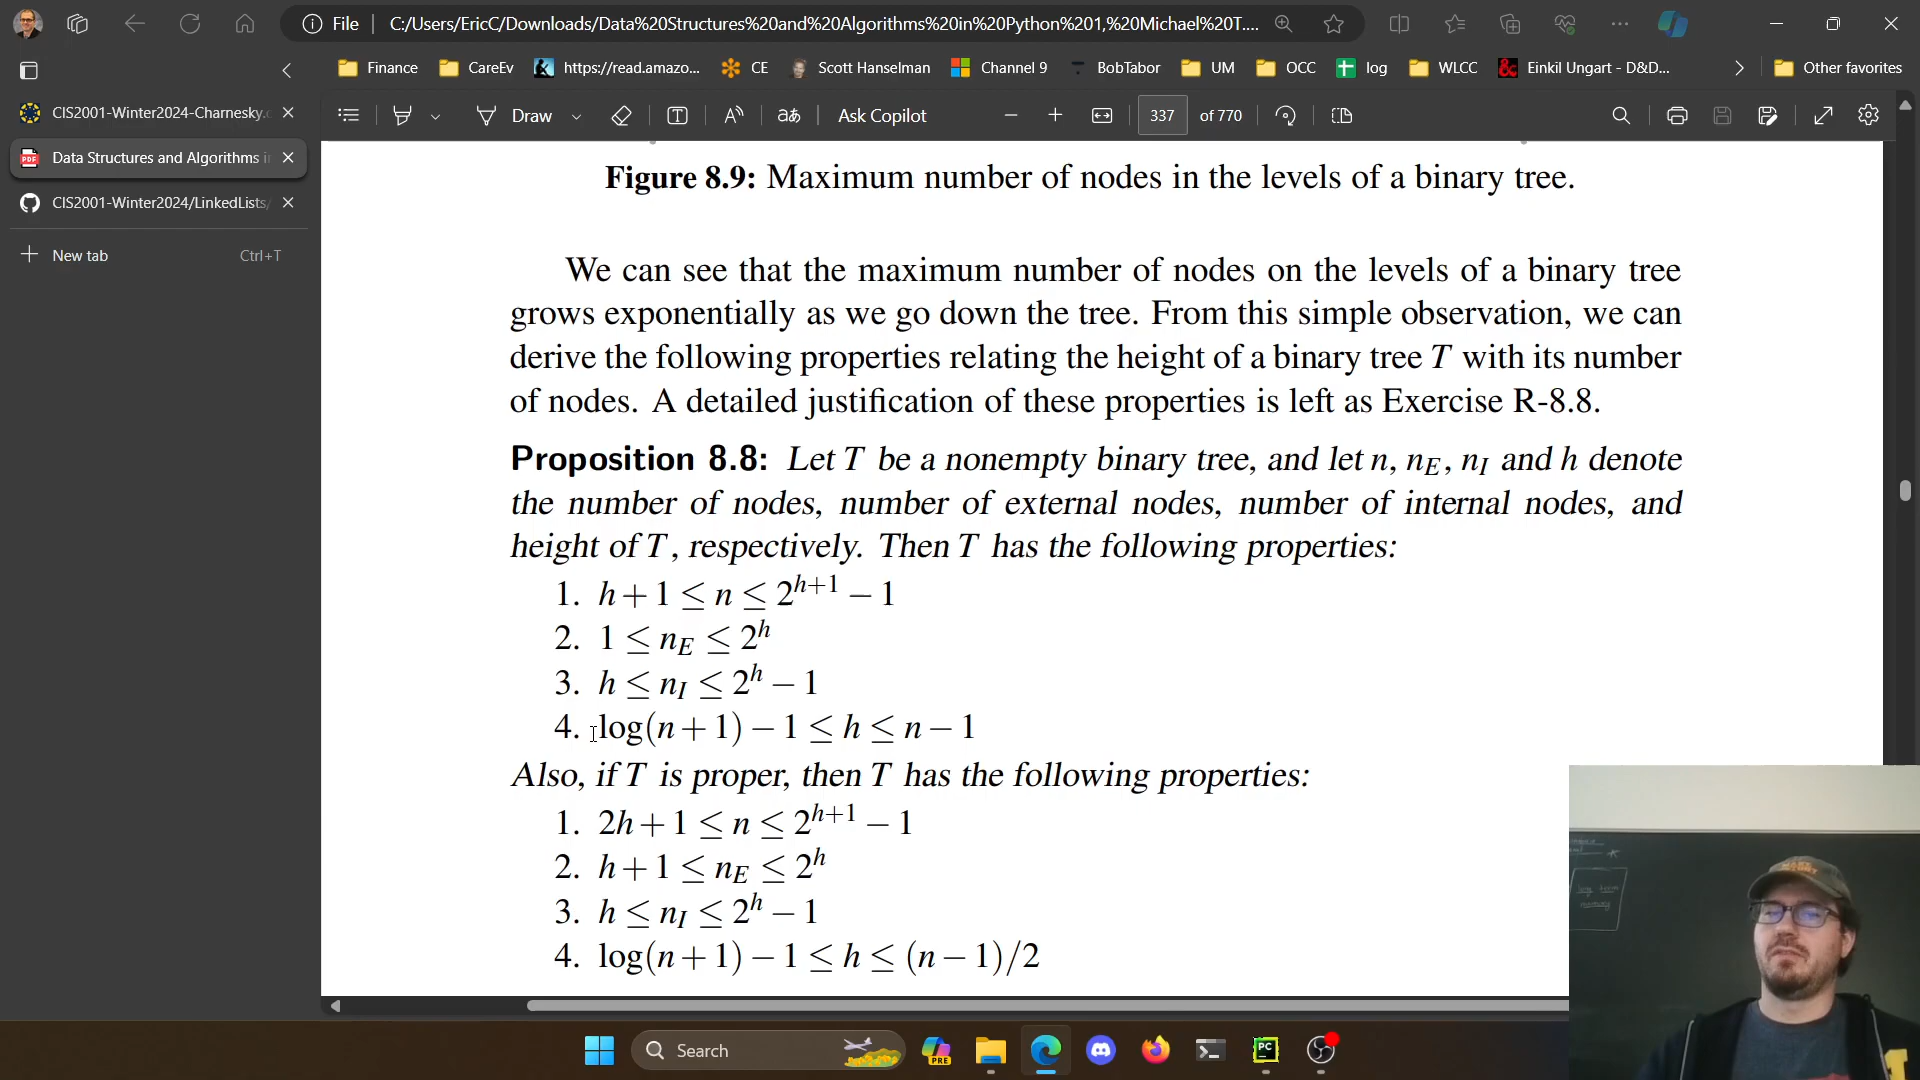 File
C:/Users/EricC/Downloads/Data%20Structures%20and%20Algorithms%20in%20Python%201,%20Michael%20T....
Finance
CareEv
https://read.amazo...
CE
Scott Hanselman
Channel 9
BobTabor
UM
OCC
log
WLCC
Einkil Ungart - D&D...
Other favorites
CIS2001-Winter2024-Charnesky.
Data Structures and Algorithms i
CIS2001-Winter2024/LinkedLists/
New tab Ctrl+T
Draw
aあ
Ask Copilot
337 of 770
Figure 8.9: Maximum number of nodes in the levels of a binary tree.
We can see that the maximum number of nodes on the levels of a binary tree
grows exponentially as we go down the tree. From this simple observation, we can
derive the following properties relating the height of a binary tree T with its number
of nodes. A detailed justification of these properties is left as Exercise R-8.8.
Proposition 8.8: Let T be a nonempty binary tree, and let n, n_E, n_I and h denote
the number of nodes, number of external nodes, number of internal nodes, and
height of T, respectively. Then T has the following properties:
1. h+1 ≤ n ≤ 2^{h+1} − 1
2. 1 ≤ n_E ≤ 2^h
3. h ≤ n_I ≤ 2^h − 1
4. log(n+1) − 1 ≤ h ≤ n − 1
Also, if T is proper, then T has the following properties:
1. 2h+1 ≤ n ≤ 2^{h+1} − 1
2. h+1 ≤ n_E ≤ 2^h
3. h ≤ n_I ≤ 2^h − 1
4. log(n+1) − 1 ≤ h ≤ (n − 1)/2
Search
PRE
PC